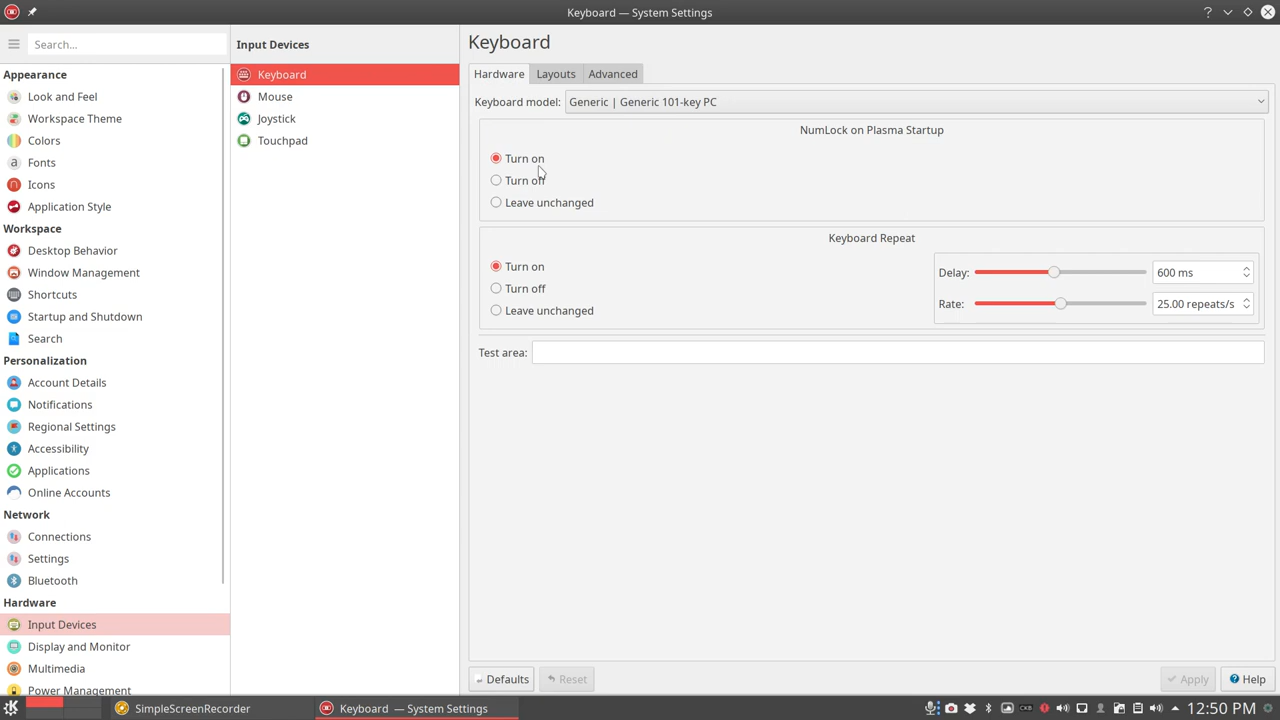 Keyboard — System Settings
Search...
Appearance
Look and Feel
Workspace Theme
Colors
Fonts
Icons
Application Style
Workspace
Desktop Behavior
Window Management
Shortcuts
Startup and Shutdown
Search
Personalization
Account Details
Notifications
Regional Settings
Accessibility
Applications
Online Accounts
Network
Connections
Settings
Bluetooth
Hardware
Input Devices
Display and Monitor
Multimedia
Power Management
Input Devices
Keyboard
Mouse
Joystick
Touchpad
Keyboard
Hardware Layouts Advanced
Keyboard model: Generic | Generic 101-key PC
NumLock on Plasma Startup
Turn on
Turn off
Leave unchanged
Keyboard Repeat
Turn on
Turn off
Leave unchanged
Delay: 600 ms
Rate: 25.00 repeats/s
Test area:
Defaults Reset Apply Help
SimpleScreenRecorder Keyboard — System Settings 12:50 PM